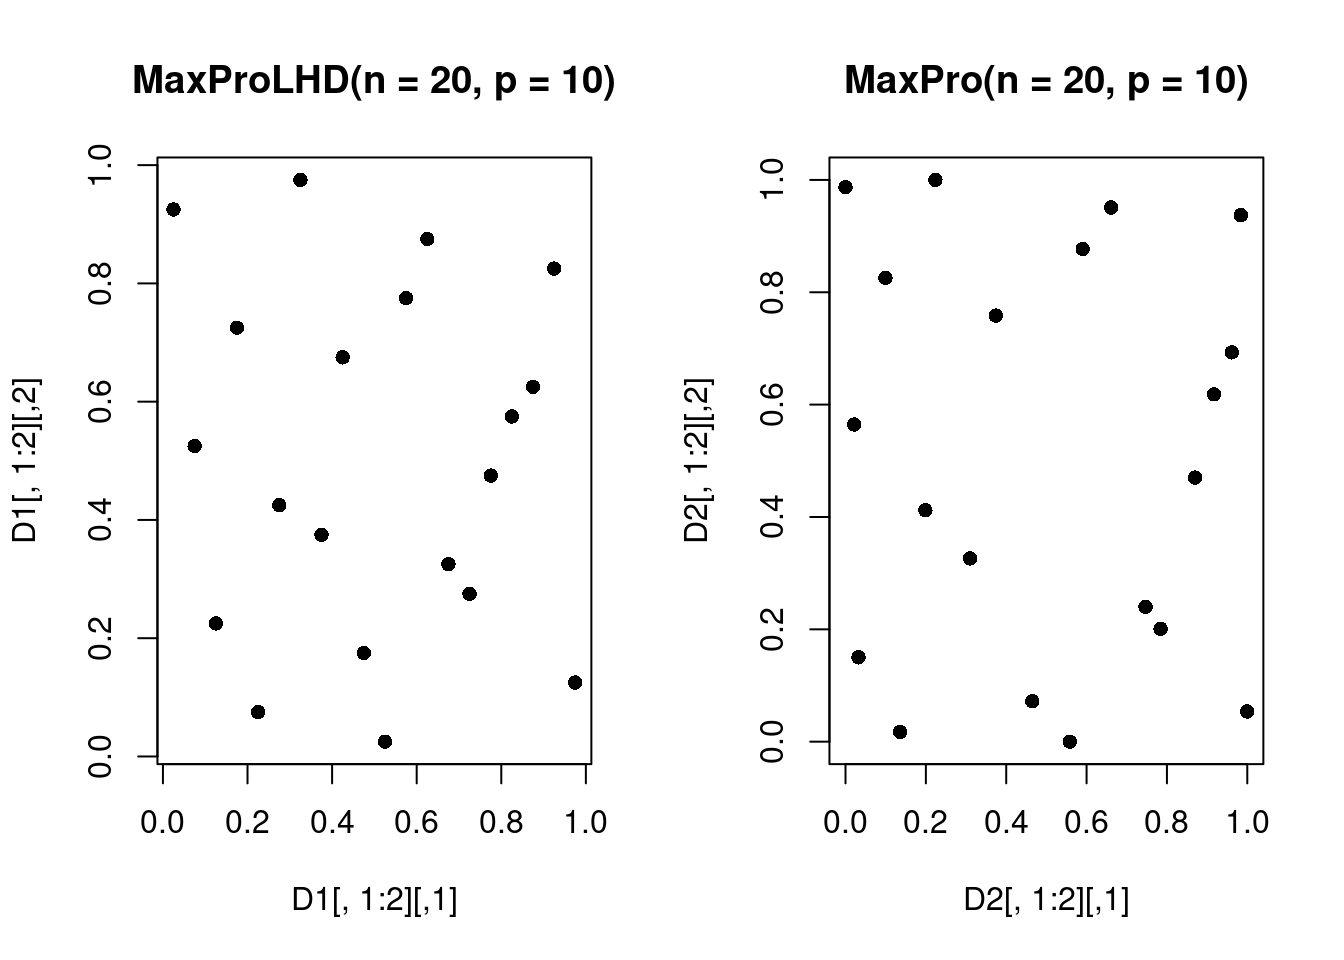 MaxProLHD(n = 20, p = 10)
1.0
0.8
0.6
0.4
0.2
0.0
D1[, 1:2][,2]
0.0 0.2 0.4 0.6 0.8 1.0
D1[, 1:2][,1]
MaxPro(n = 20, p = 10)
1.0
0.8
0.6
0.4
0.2
0.0
D2[, 1:2][,2]
0.0 0.2 0.4 0.6 0.8 1.0
D2[, 1:2][,1]